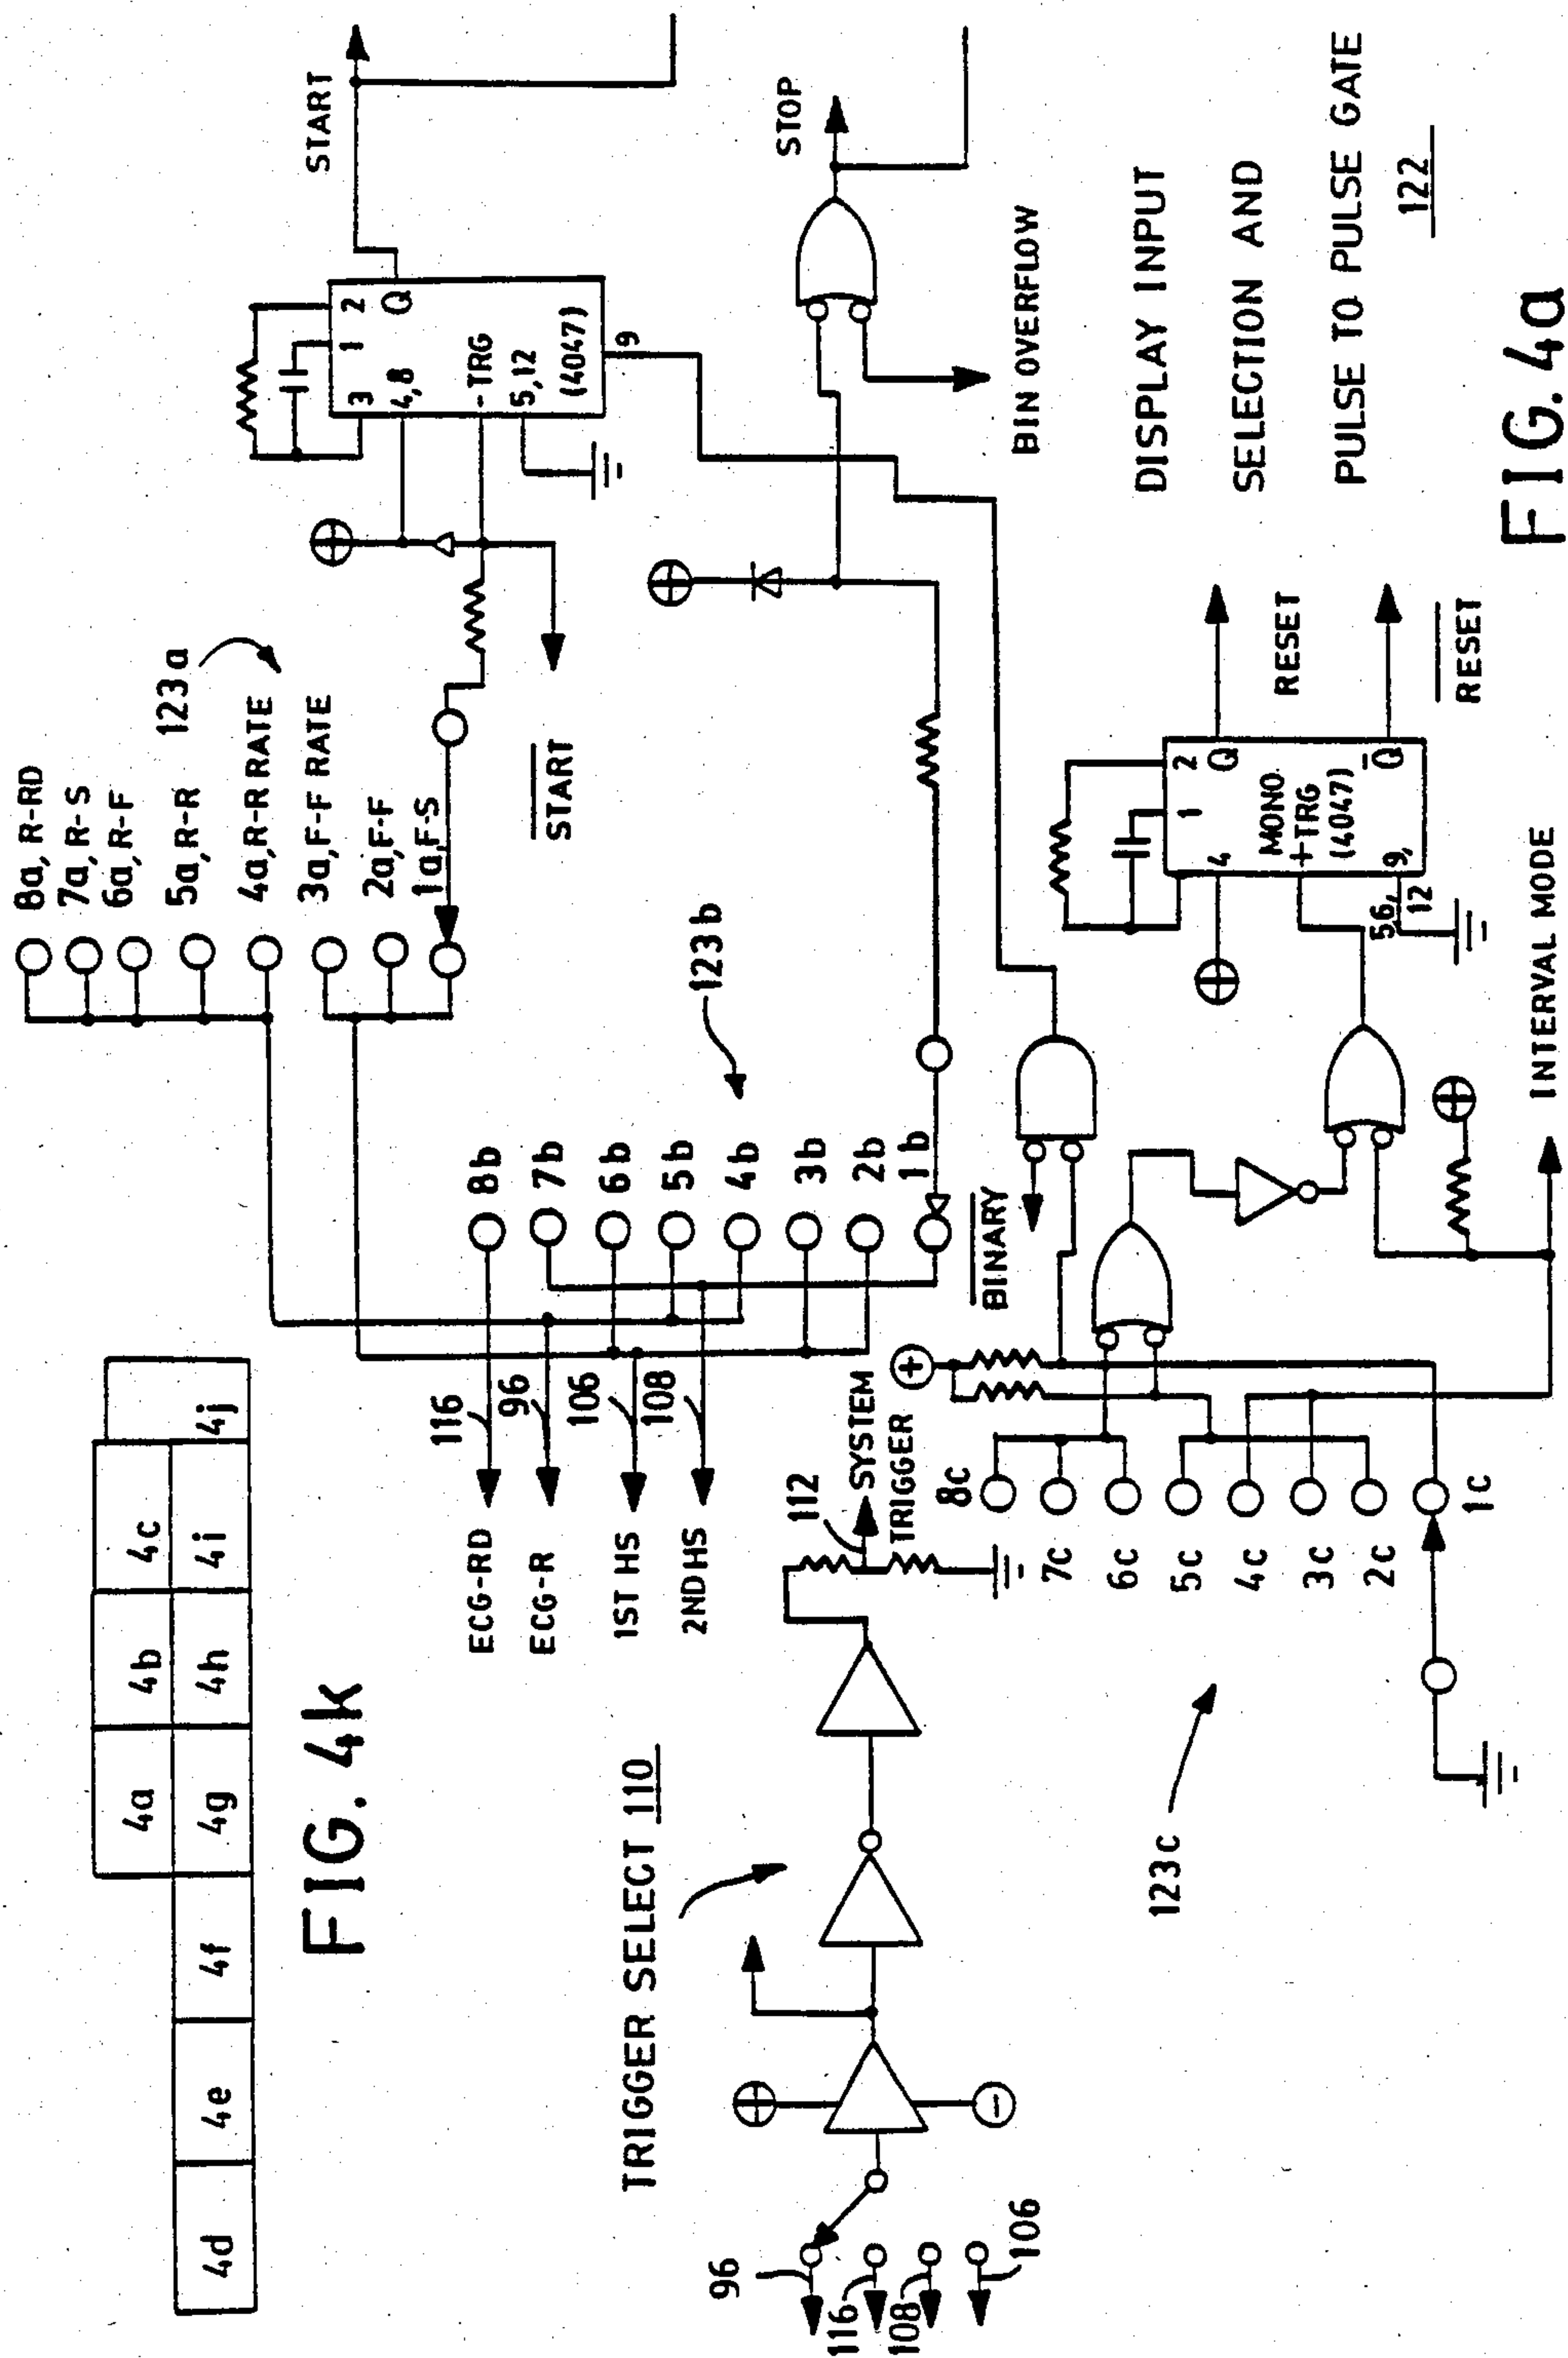 START
STOP
2
Q
1
3
4,8
- TRG
5,12
(4047)
9
BIN OVERFLOW
DISPLAY INPUT
SELECTION AND
PULSE TO PULSE GATE
122
FIG. 4a
8a, R-RD
7a, R-S
6a, R-F
5a, R-R
4a, R-R RATE
3a, F-F RATE
2a, F-F
1a, F-S
123a
START
RESET
RESET
2
Q
1
4
MONO
+TRG
(4047)
Q
9,
56,
12
INTERVAL MODE
123b
8b
7b
6b
5b
4b
3b
2b
1b
BINARY
116
96
106
108
ECG-RD
ECG-R
1ST HS
2ND HS
SYSTEM
TRIGGER
112
8c
7c
6c
5c
4c
3c
2c
1c
123c
TRIGGER SELECT 110
96
116
108
106
4a
4b
4c
4j
4d
4e
4f
4g
4h
4i
FIG. 4k